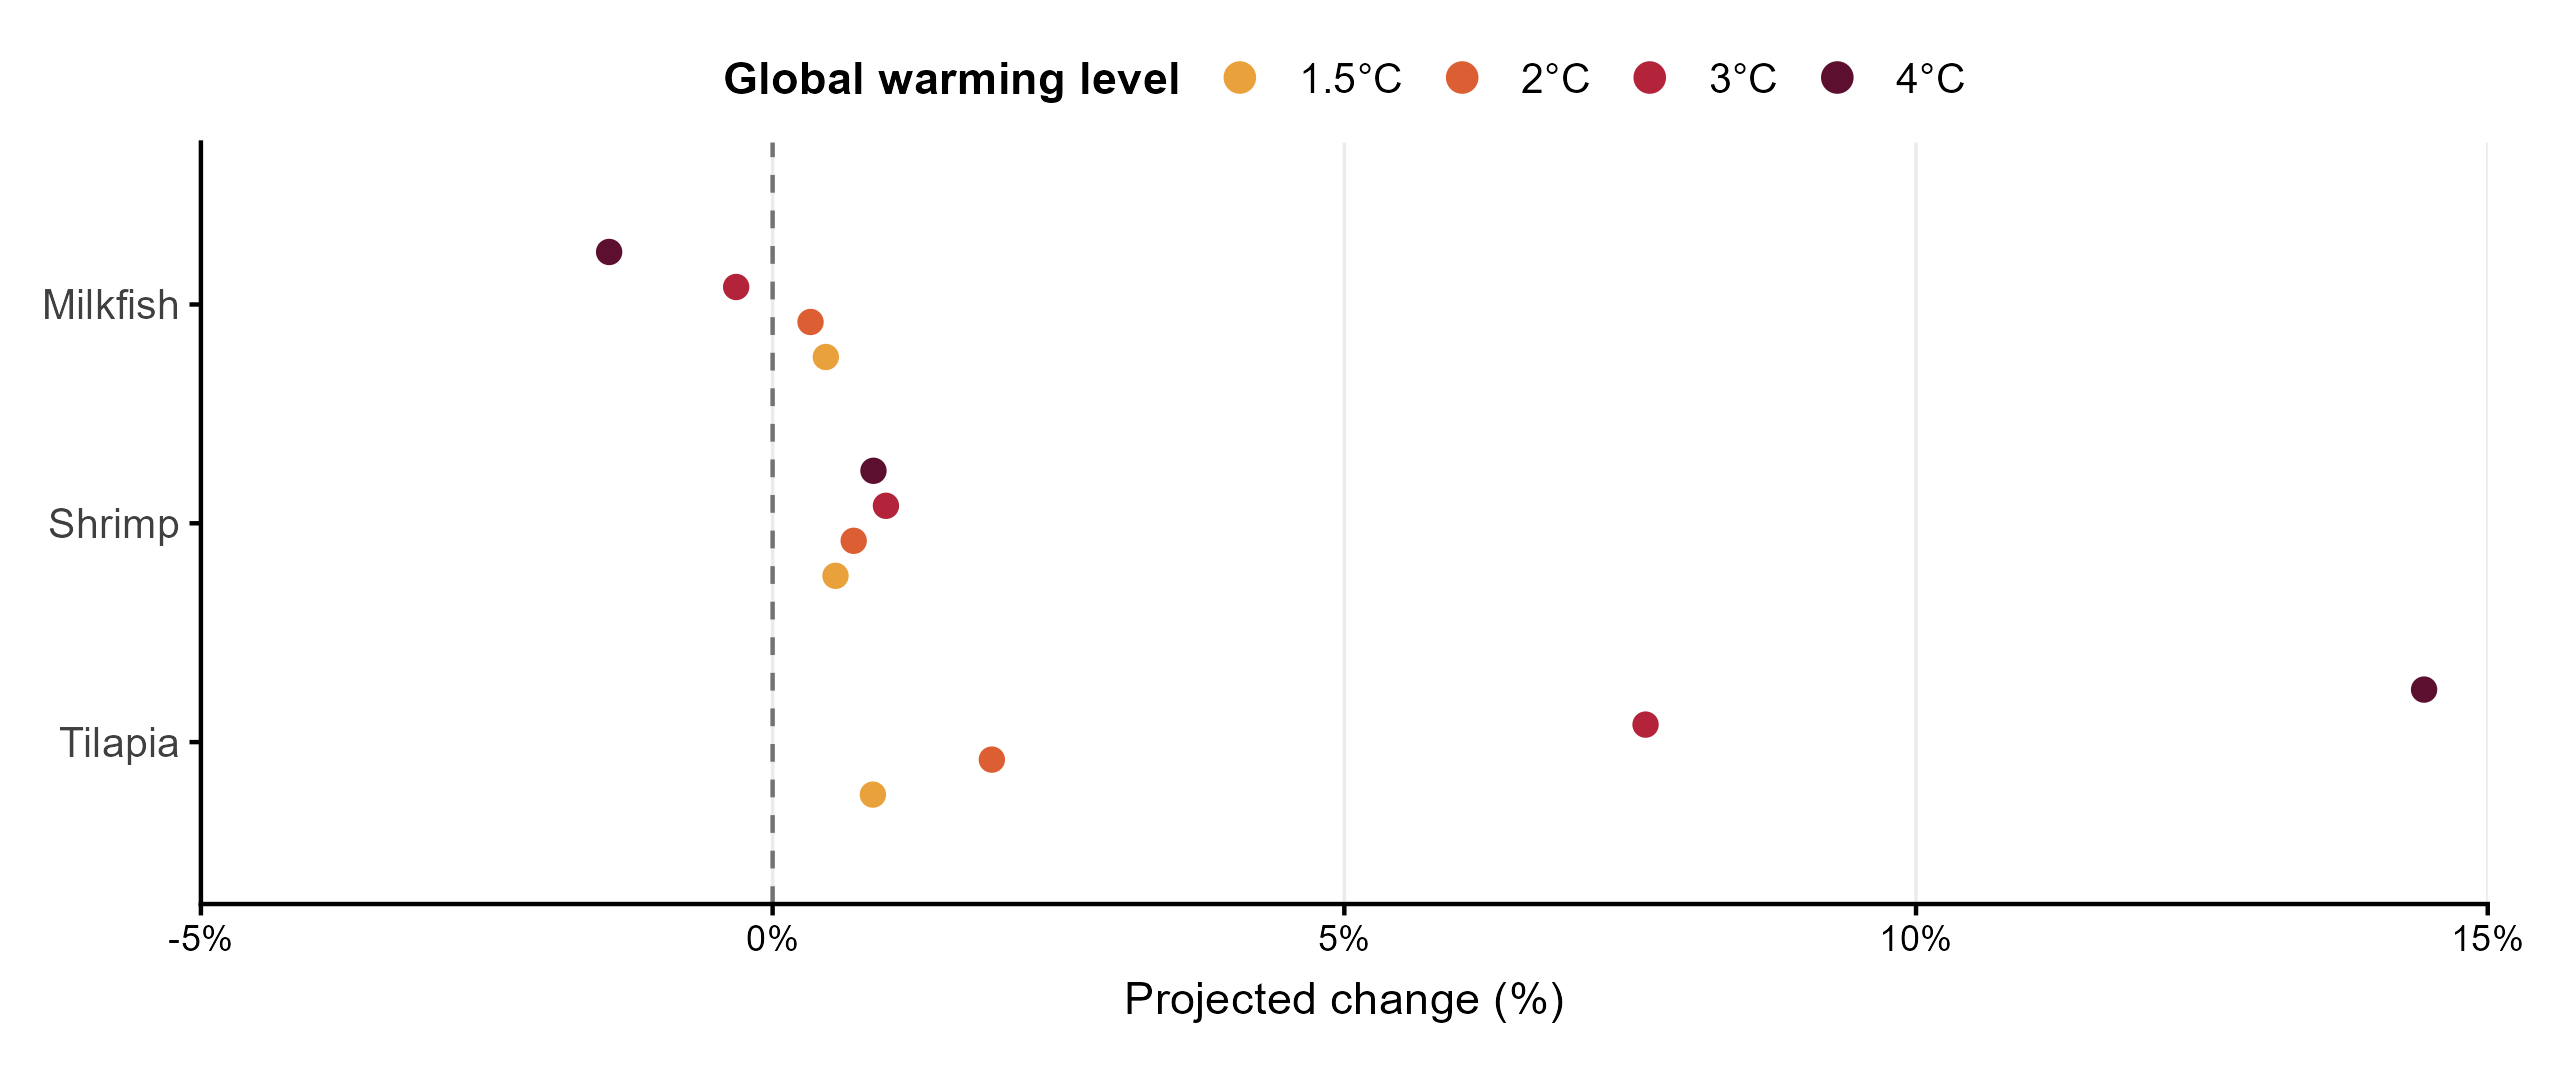 Global warming level 1.5°C 2°C 3°C 4°C
Milkfish
Shrimp
Tilapia
-5% 0% 5% 10% 15%
Projected change (%)